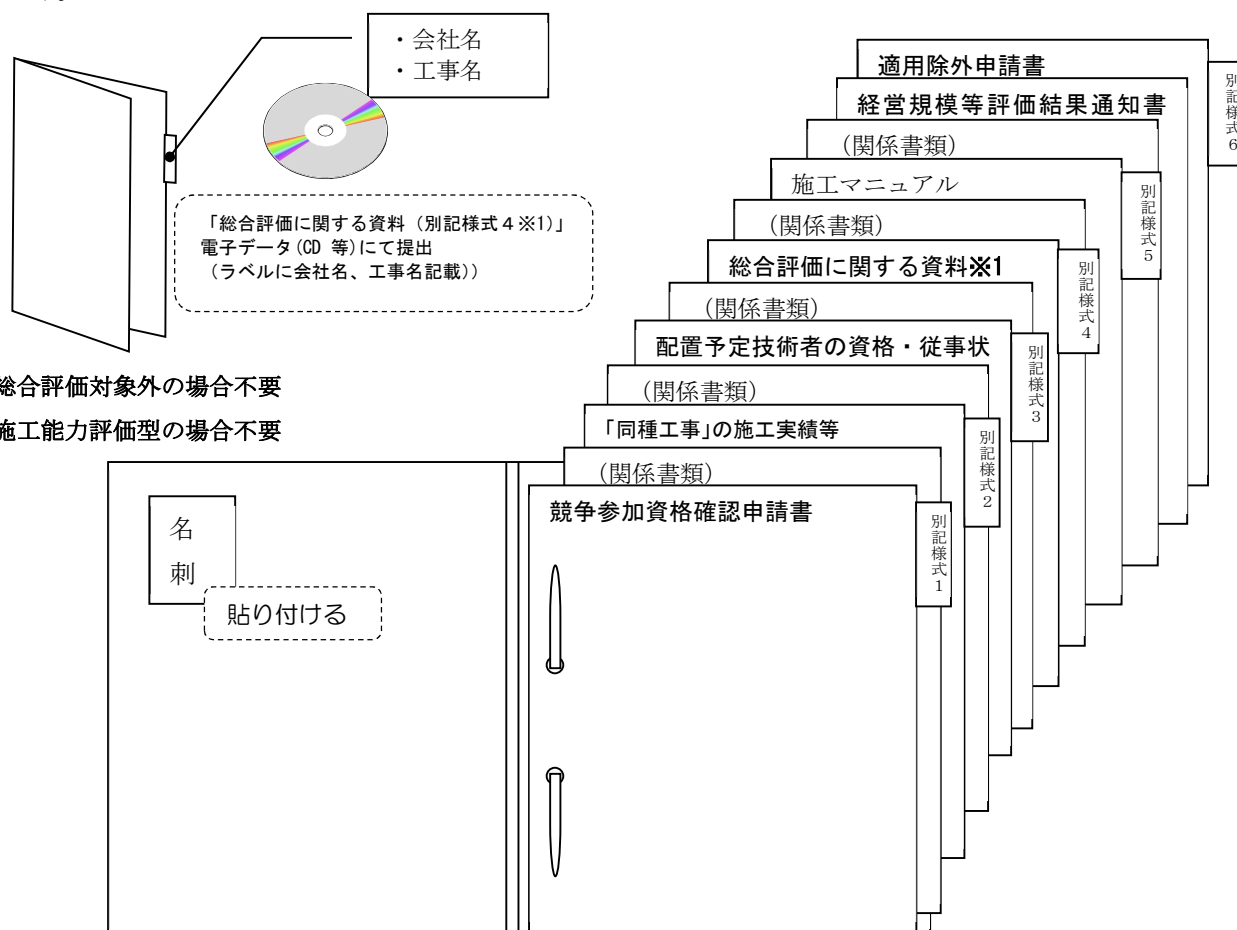 ・会社名
・工事名
「総合評価に関する資料（別記様式４※1）」
電子データ(CD 等)にて提出
（ラベルに会社名、工事名記載））
総合評価対象外の場合不要
施工能力評価型の場合不要
適用除外申請書
別記様式6
経営規模等評価結果通知書
（関係書類）
施工マニュアル
別記様式5
（関係書類）
総合評価に関する資料※1
別記様式4
（関係書類）
配置予定技術者の資格・従事状
別記様式3
（関係書類）
「同種工事」の施工実績等
別記様式2
（関係書類）
競争参加資格確認申請書
別記様式1
名
刺
貼り付ける